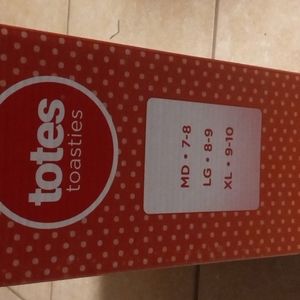 totes
toasties
MD • 7-8
LG • 8-9
XL • 9-10